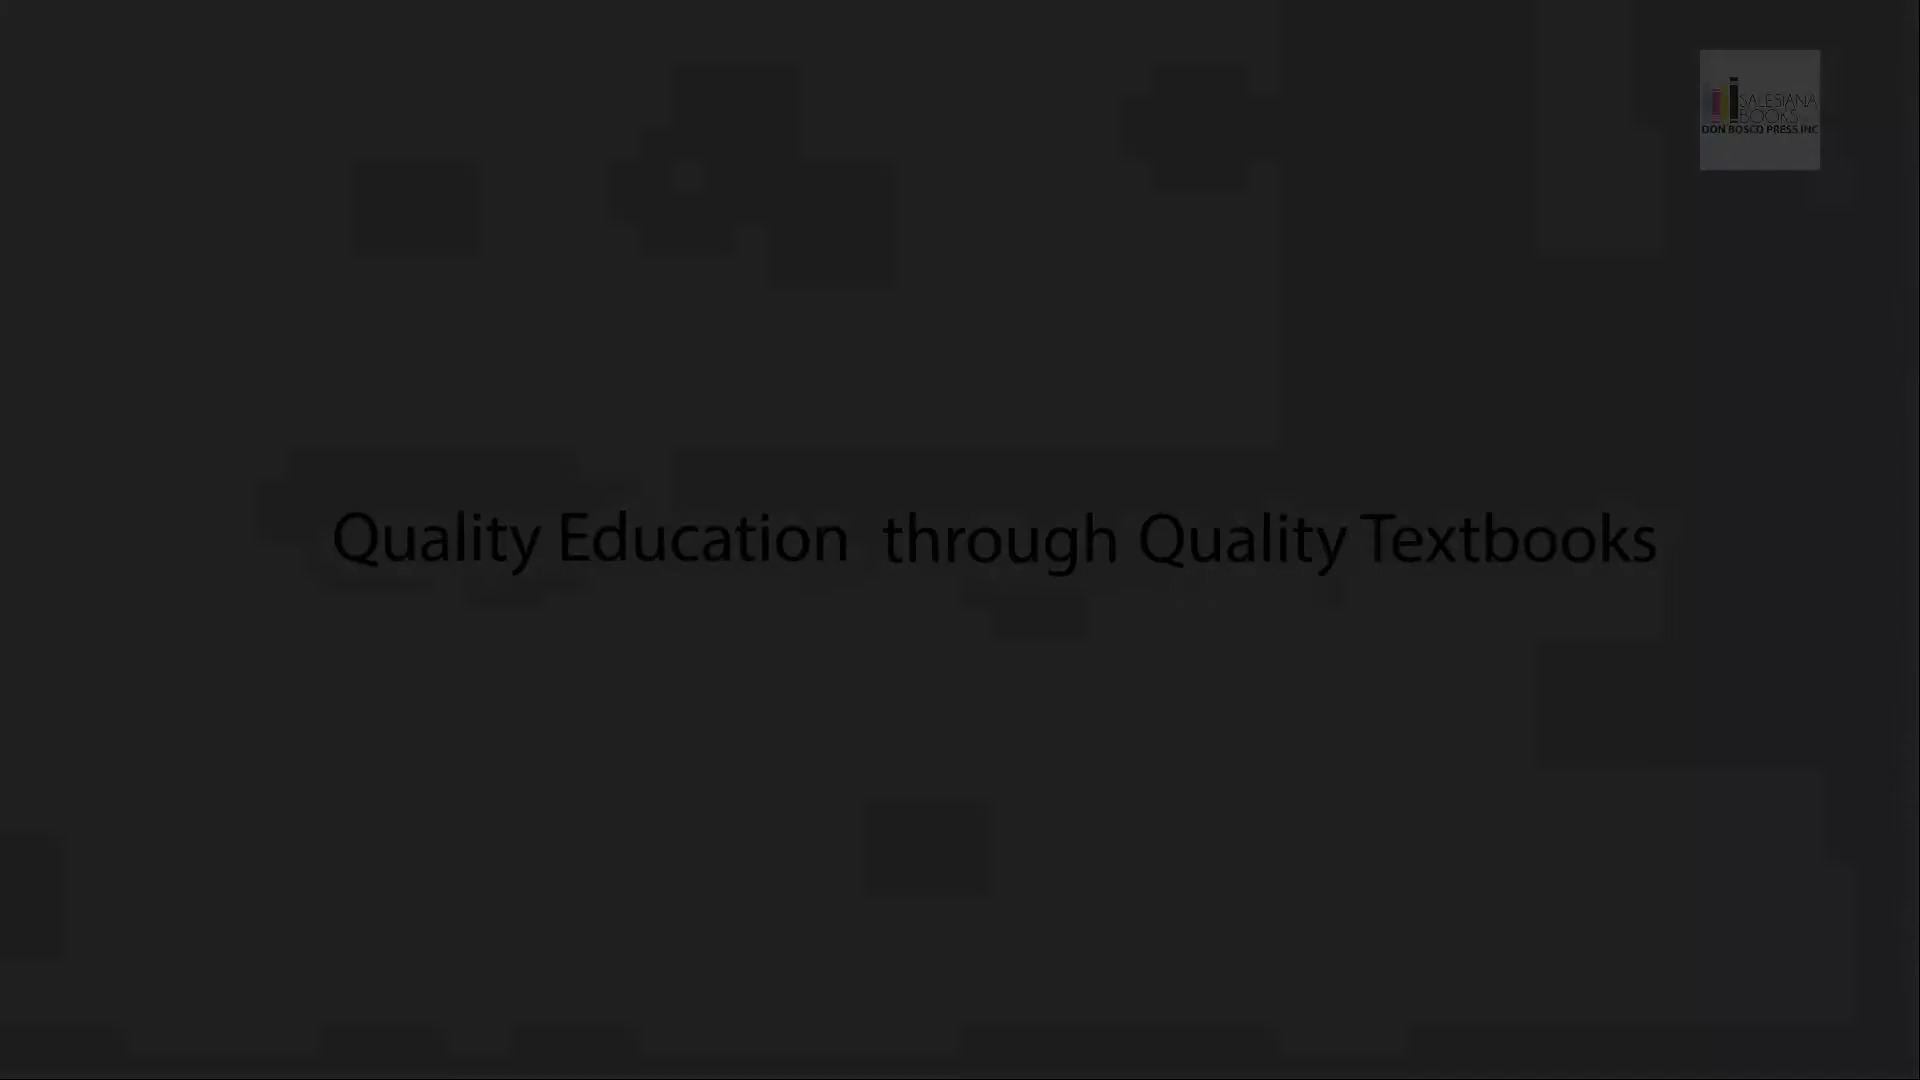 SALESIANA
BOOKS
DON BOSCO PRESS INC
Quality Education through Quality Textbooks